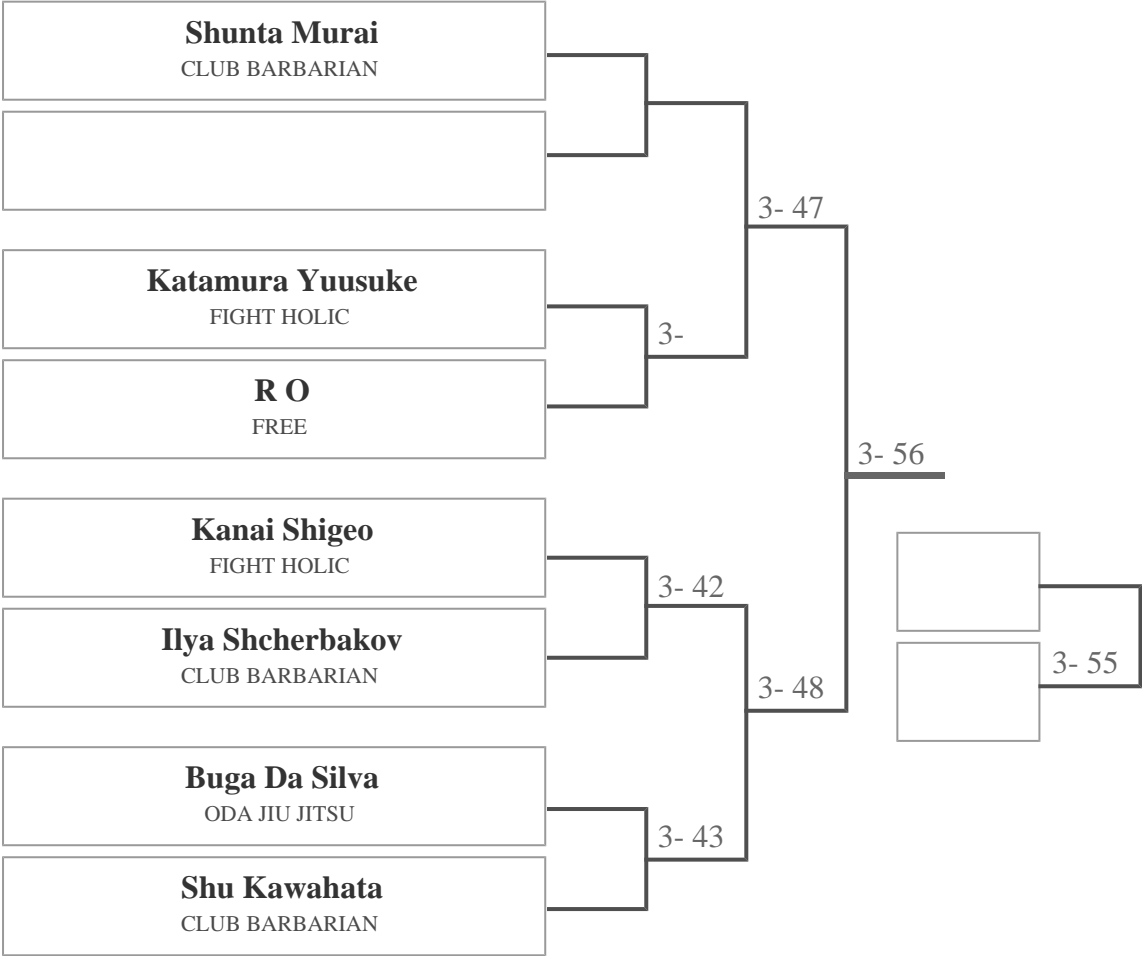 Shunta Murai
CLUB BARBARIAN
3- 47
Katamura Yuusuke
FIGHT HOLIC
3-
R O
FREE
3- 56
Kanai Shigeo
FIGHT HOLIC
3- 42
Ilya Shcherbakov
CLUB BARBARIAN
3- 55
3- 48
Buga Da Silva
ODA JIU JITSU
3- 43
Shu Kawahata
CLUB BARBARIAN